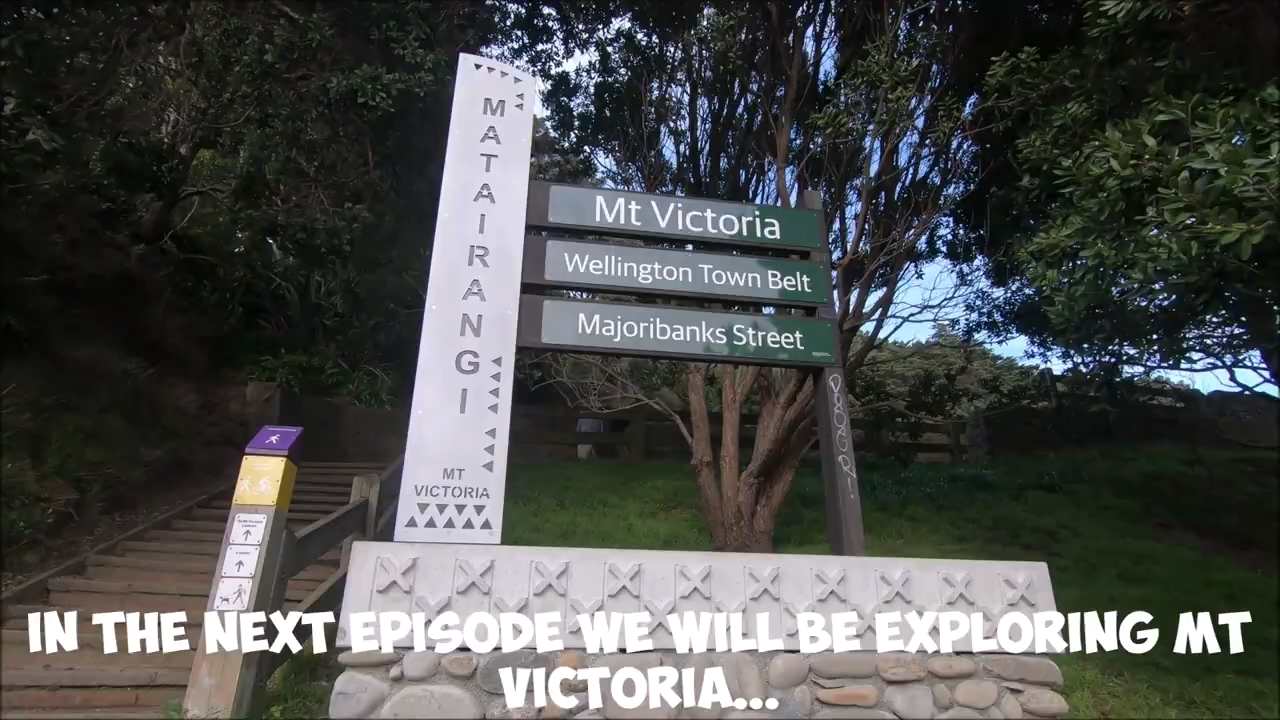 MATAIRANGI
MT
VICTORIA
Mt Victoria
Wellington Town Belt
Majoribanks Street
IN THE NEXT EPISODE WE WILL BE EXPLORING MT
VICTORIA...